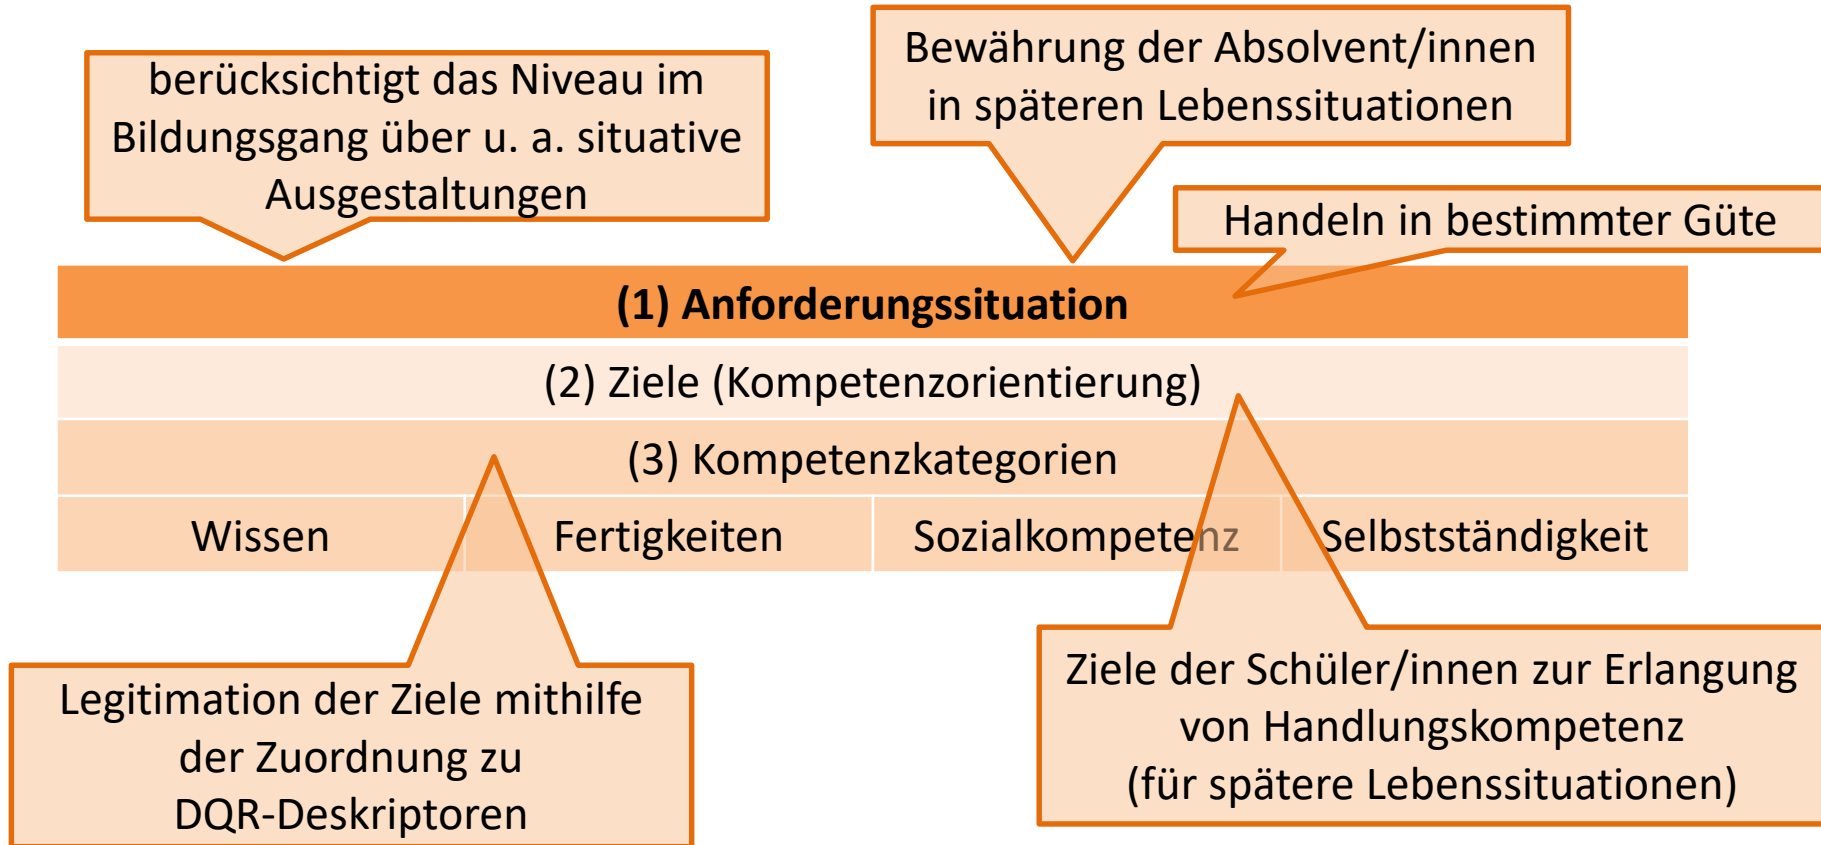 berücksichtigt das Niveau im
Bildungsgang über u. a. situative
Ausgestaltungen
Bewährung der Absolvent/innen
in späteren Lebenssituationen
Handeln in bestimmter Güte
(1) Anforderungssituation
(2) Ziele (Kompetenzorientierung)
(3) Kompetenzkategorien
Wissen Fertigkeiten Sozialkompetenz Selbstständigkeit
Legitimation der Ziele mithilfe
der Zuordnung zu
DQR-Deskriptoren
Ziele der Schüler/innen zur Erlangung
von Handlungskompetenz
(für spätere Lebenssituationen)